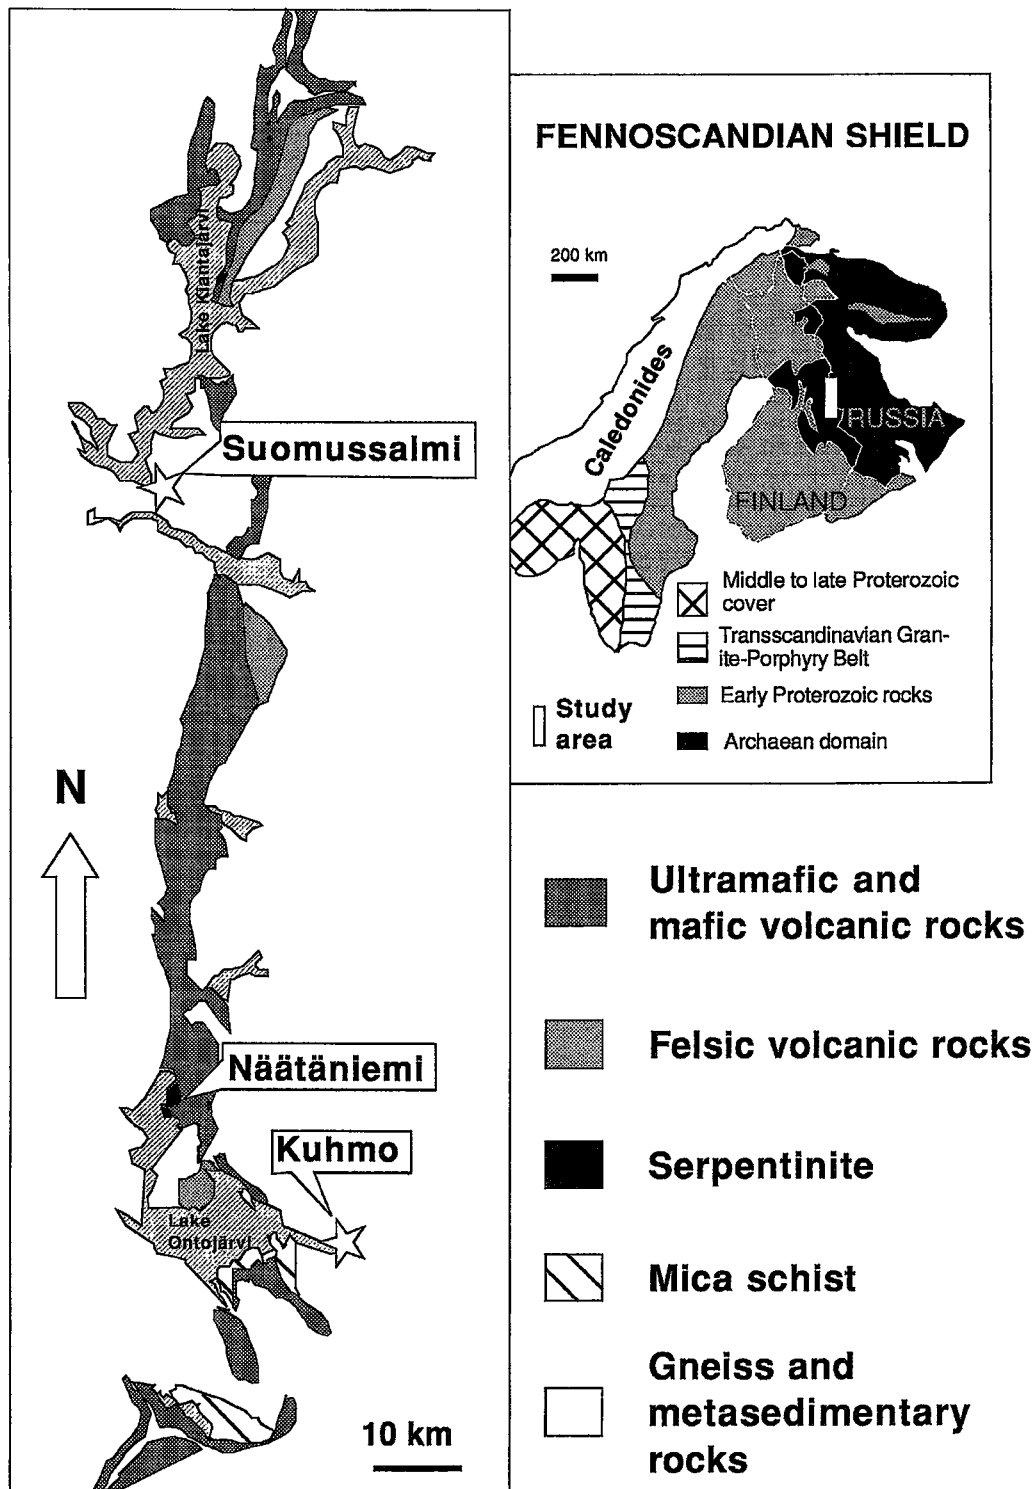 Lake Kiantajärvi
Suomussalmi
N
Näätäniemi
Kuhmo
Lake
Ontojärvi
10 km
FENNOSCANDIAN SHIELD
200 km
Caledonides
RUSSIA
FINLAND
Middle to late Proterozoic
cover
Transscandinavian Gran-
ite-Porphyry Belt
Early Proterozoic rocks
Archaean domain
Study
area
Ultramafic and
mafic volcanic rocks
Felsic volcanic rocks
Serpentinite
Mica schist
Gneiss and
metasedimentary
rocks